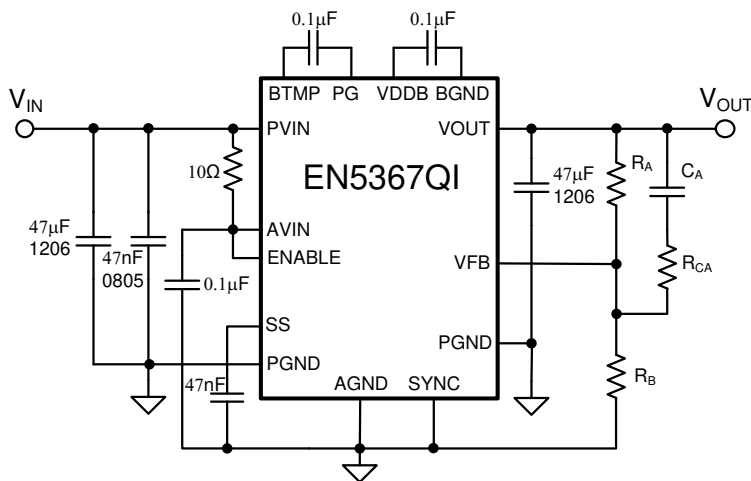 0.1µF
0.1µF
BTMP PG VDDB BGND
V_IN
V_OUT
PVIN
VOUT
10Ω
EN5367QI
47µF
1206
R_A
C_A
47µF
1206
47nF
0805
AVIN
ENABLE
VFB
R_CA
0.1µF
SS
PGND
PGND
47nF
R_B
AGND SYNC